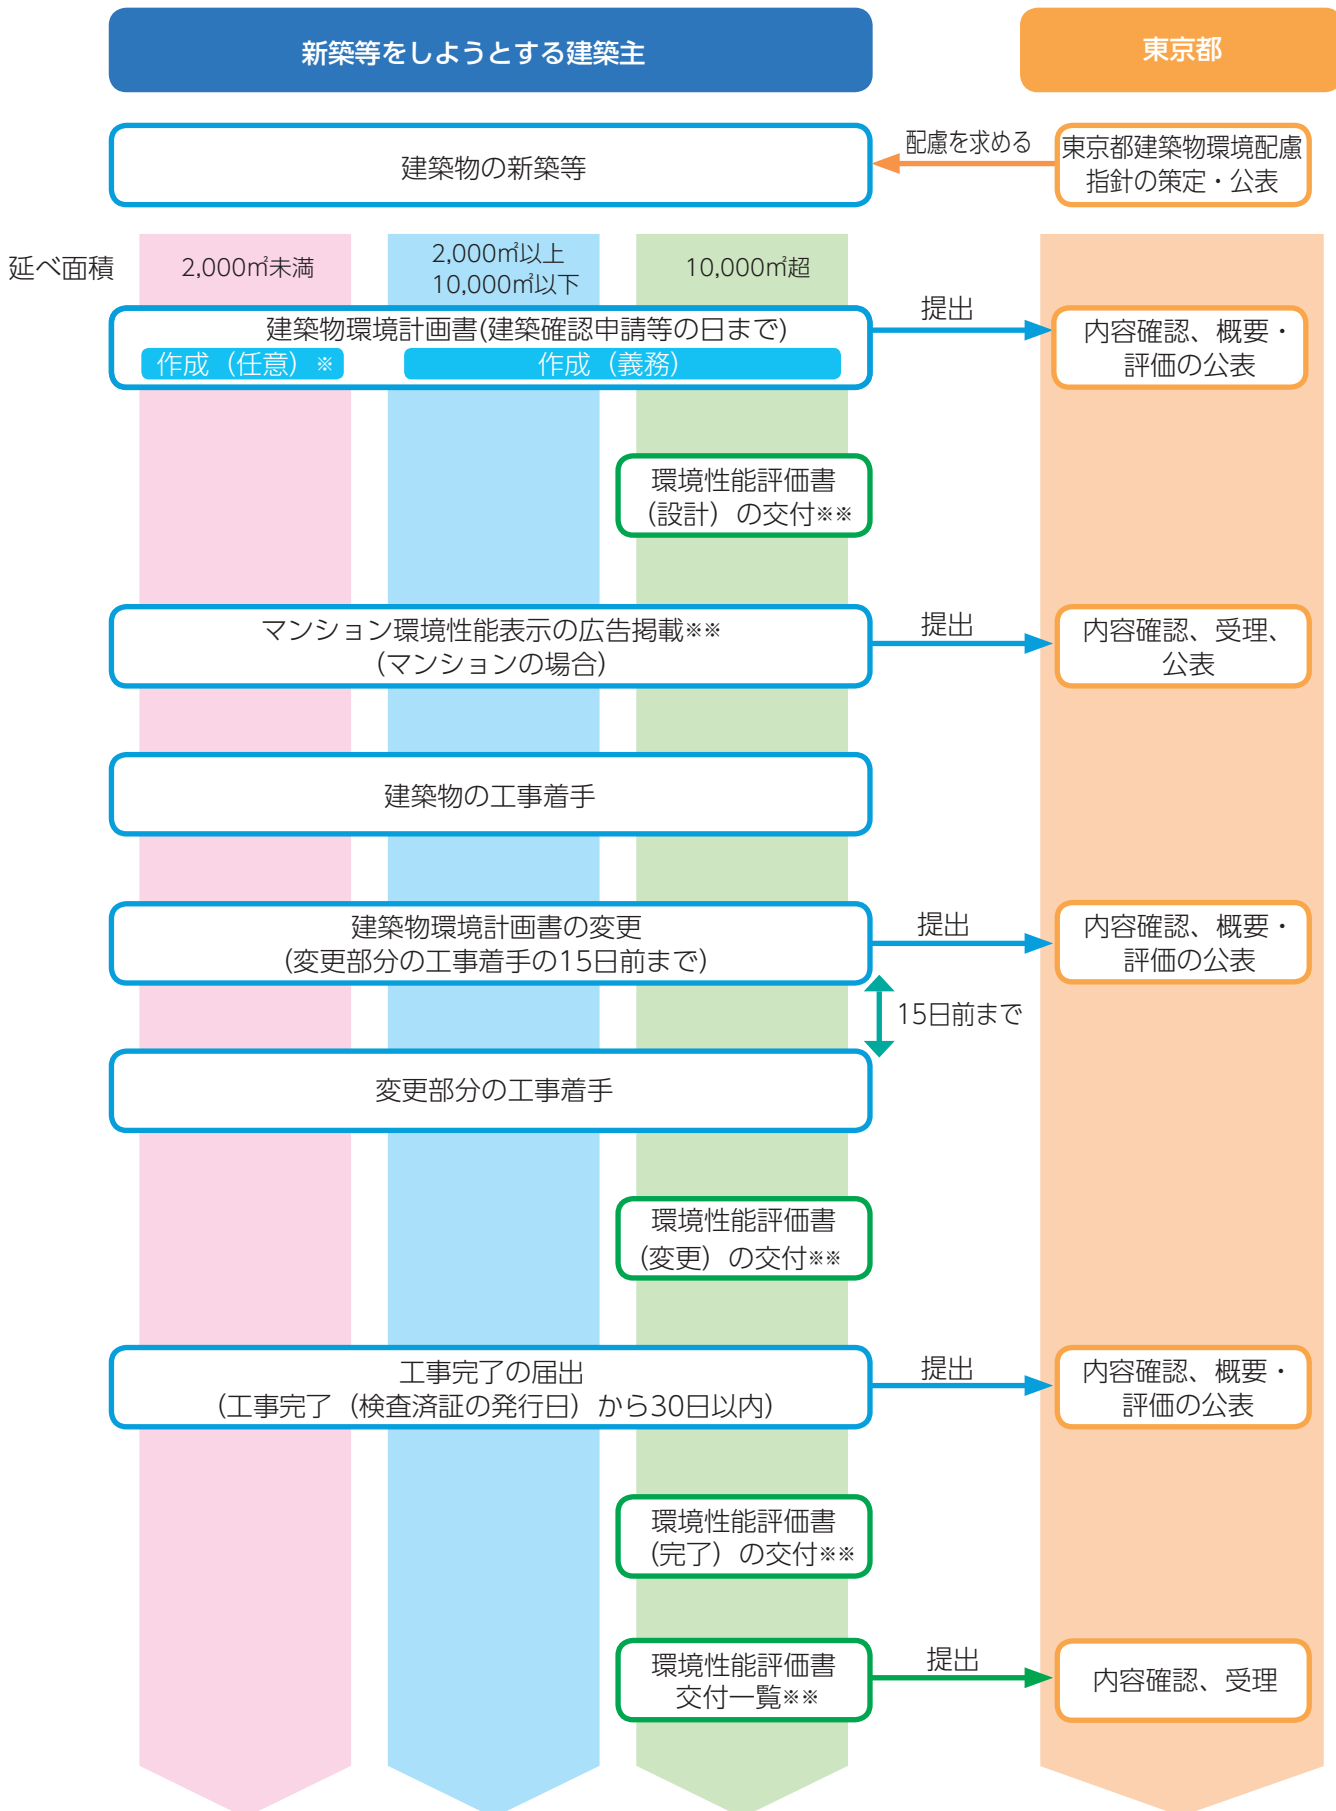 新築等をしようとする建築主
東京都
建築物の新築等
配慮を求める
東京都建築物環境配慮
指針の策定・公表
延べ面積
2,000㎡未満
2,000㎡以上
10,000㎡以下
10,000㎡超
建築物環境計画書(建築確認申請等の日まで)
作成（任意）※
作成（義務）
提出
内容確認、概要・
評価の公表
環境性能評価書
（設計）の交付※※
マンション環境性能表示の広告掲載※※
(マンションの場合)
提出
内容確認、受理、
公表
建築物の工事着手
建築物環境計画書の変更
(変更部分の工事着手の15日前まで)
提出
内容確認、概要・
評価の公表
15日前まで
変更部分の工事着手
環境性能評価書
（変更）の交付※※
工事完了の届出
(工事完了（検査済証の発行日）から30日以内)
提出
内容確認、概要・
評価の公表
環境性能評価書
（完了）の交付※※
環境性能評価書
交付一覧※※
提出
内容確認、受理